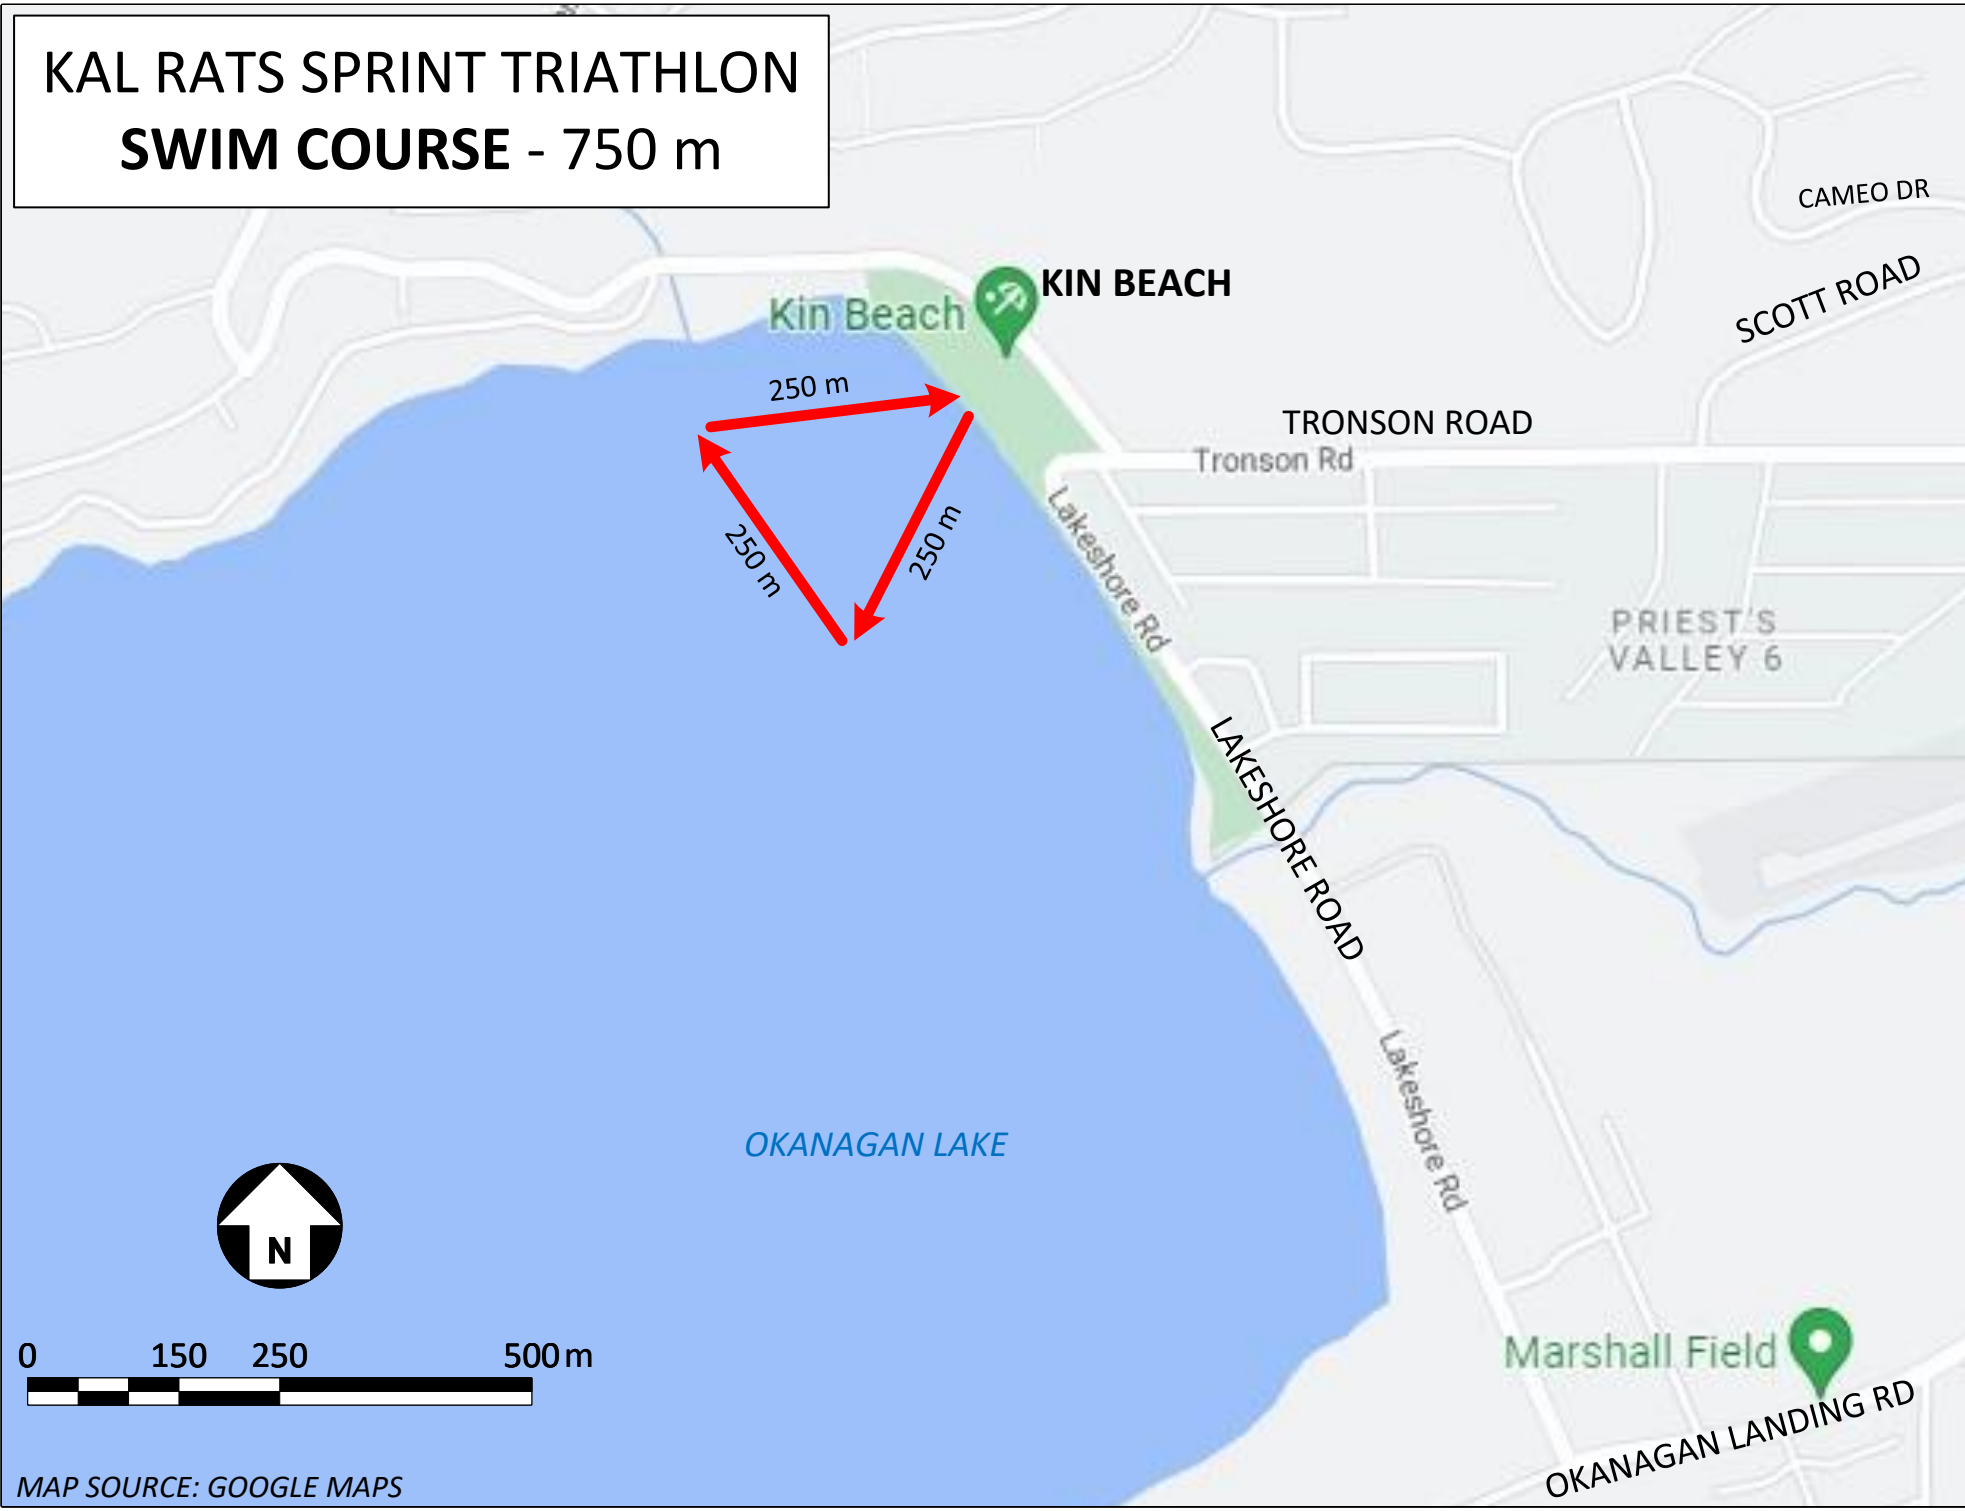 KAL RATS SPRINT TRIATHLON
SWIM COURSE - 750 m
CAMEO DR
SCOTT ROAD
Kin Beach
KIN BEACH
250 m
TRONSON ROAD
Tronson Rd
250 m
250 m
Lakeshore Rd
PRIEST'S
VALLEY 6
LAKESHORE ROAD
Lakeshore Rd
OKANAGAN LAKE
N
0 150 250 500 m
Marshall Field
OKANAGAN LANDING RD
MAP SOURCE: GOOGLE MAPS